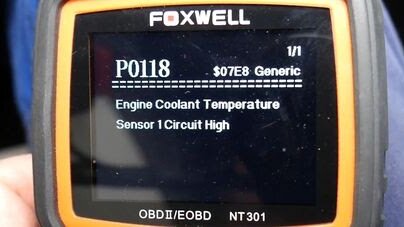 FOXWELL
1/1
P0118 $07E8 Generic
Engine Coolant Temperature
Sensor 1 Circuit High
OBDII/EOBD NT301